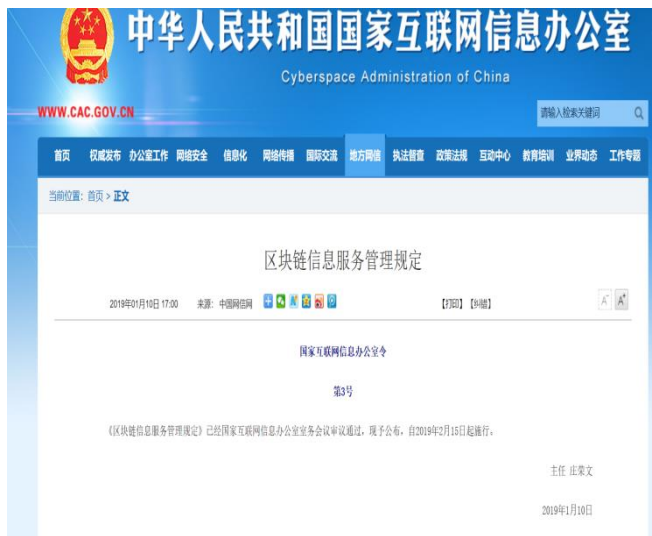 中华人民共和国国家互联网信息办公室
Cyberspace Administration of China
WWW.CAC.GOV.CN
请输入检索关键词
首页 权威发布 办公室工作 网络安全 信息化 网络传播 国际交流 地方网信 执法督查 政策法规 互动中心 教育培训 业界动态 工作专题
当前位置：首页 > 正文
区块链信息服务管理规定
2019年01月10日 17:00 来源：中国网信网 【打印】【纠错】 A- A+
国家互联网信息办公室令
第3号
《区块链信息服务管理规定》已经国家互联网信息办公室室务会议审议通过，现予公布，自2019年2月15日起施行。
主任 庄荣文
2019年1月10日